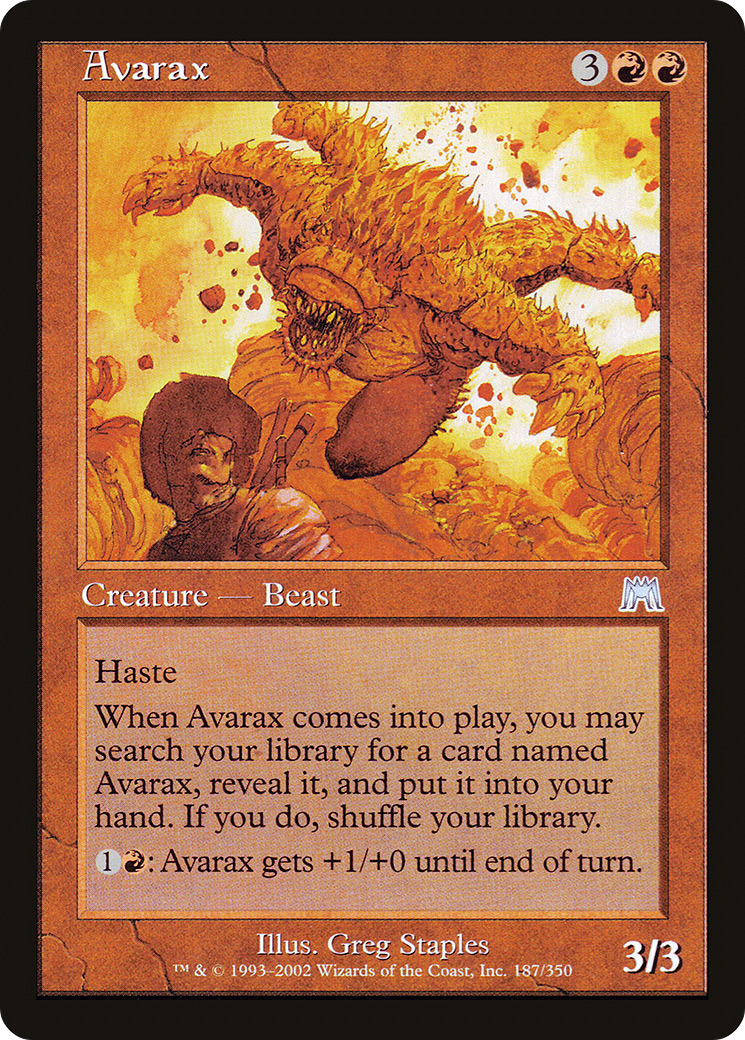 Avarax 3
Creature — Beast
Haste
When Avarax comes into play, you may
search your library for a card named
Avarax, reveal it, and put it into your
hand. If you do, shuffle your library.
1 : Avarax gets +1/+0 until end of turn.
Illus. Greg Staples
™ & © 1993–2002 Wizards of the Coast, Inc. 187/350
3/3